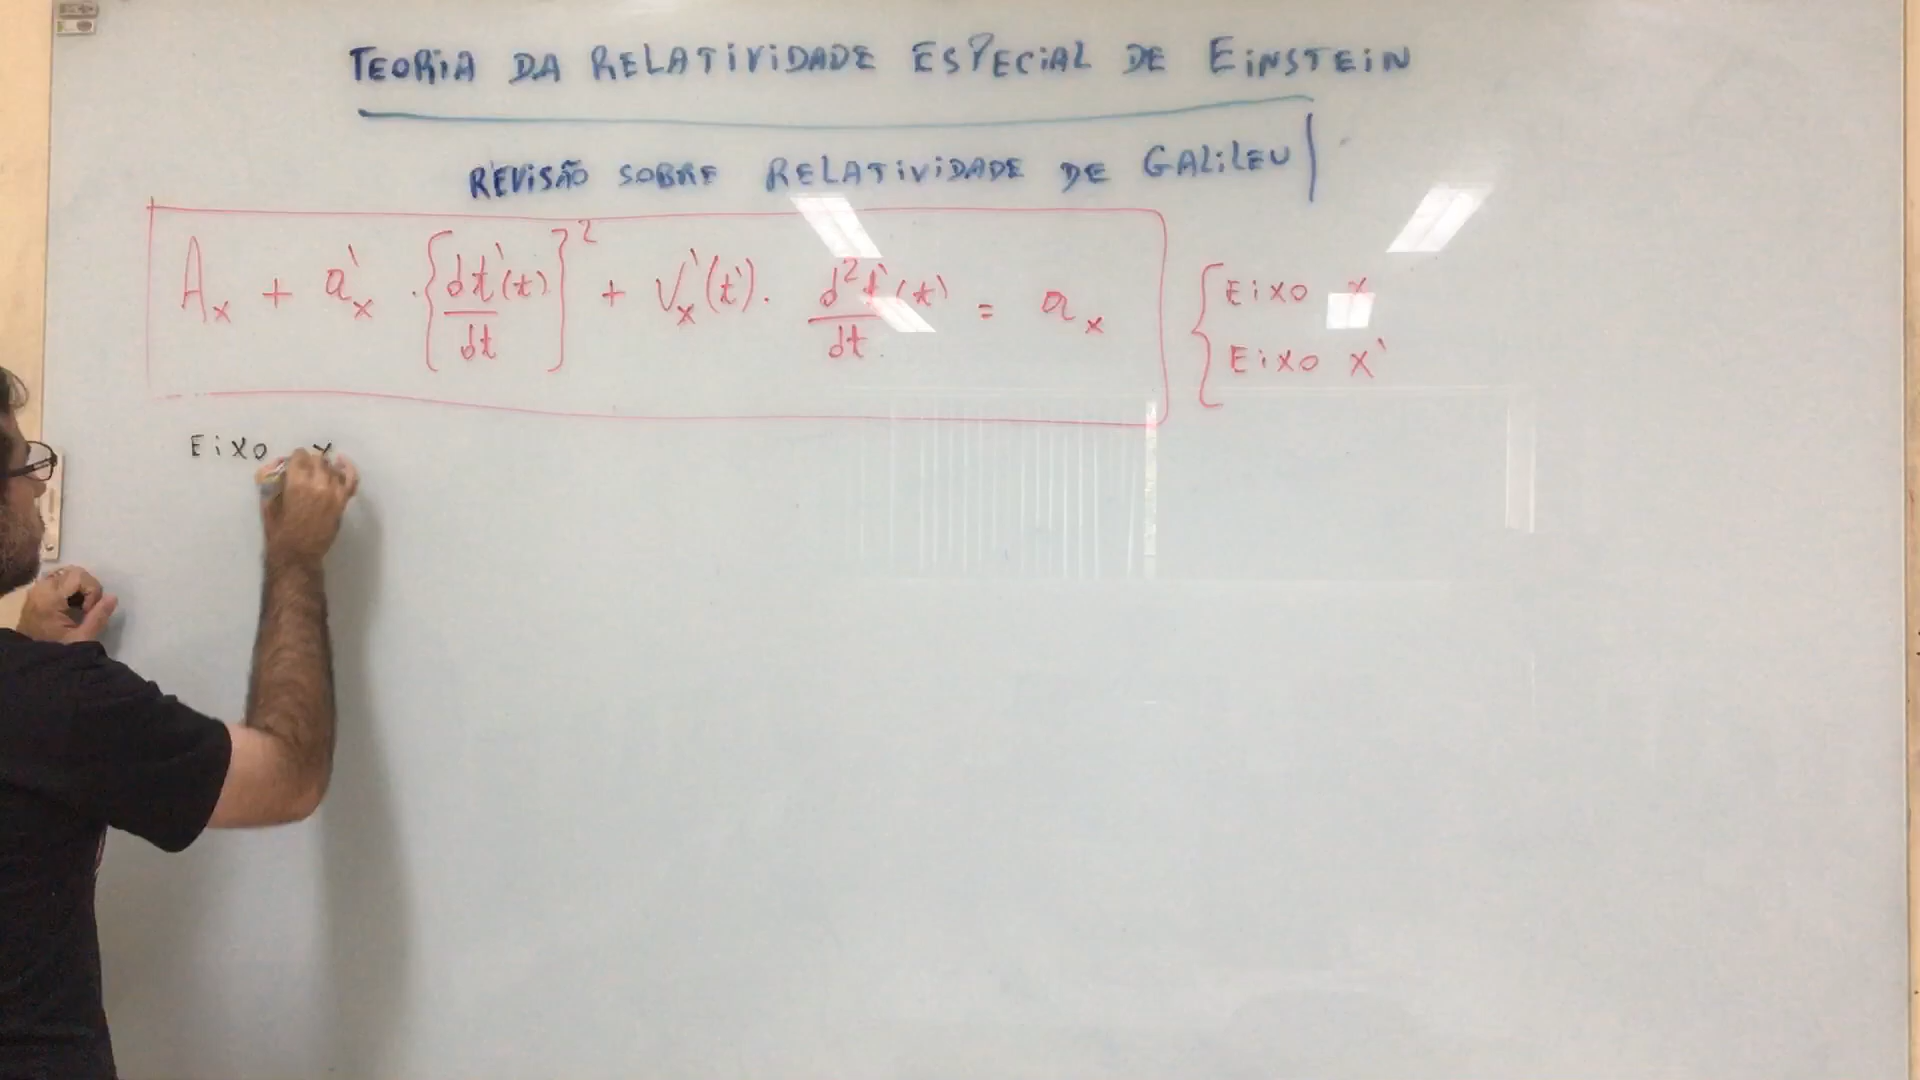 TEORIA DA RELATIVIDADE ESPECIAL DE EINSTEIN
REVISÃO SOBRE RELATIVIDADE DE GALILEU
A_x + a`_x . {dt`(t)/dt}^2 + V`_x(t`) . d^2t`(t)/dt = a_x
Eixo x
Eixo x`
Eixo x